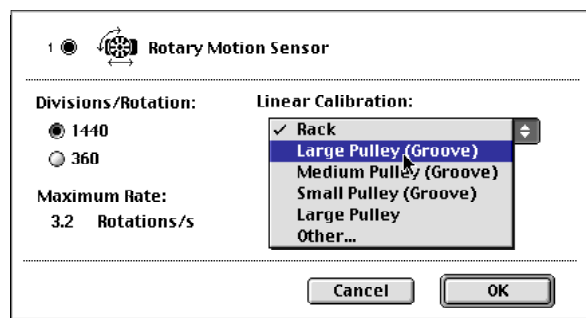 1 Rotary Motion Sensor
Divisions/Rotation:
1440
360
Maximum Rate:
3.2 Rotations/s
Linear Calibration:
✓ Rack
Large Pulley (Groove)
Medium Pulley (Groove)
Small Pulley (Groove)
Large Pulley
Other...
Cancel OK